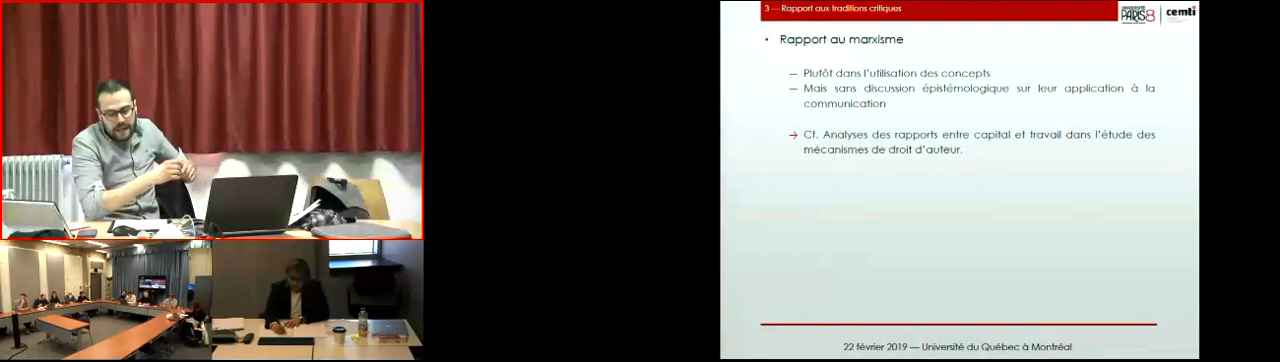 3 — Rapport aux traditions critiques
UNIVERSITÉ
PARIS8
cemti
• Rapport au marxisme
— Plutôt dans l'utilisation des concepts
— Mais sans discussion épistémologique sur leur application à la
communication
→ Cf. Analyses des rapports entre capital et travail dans l'étude des
mécanismes de droit d'auteur.
22 février 2019 — Université du Québec à Montréal